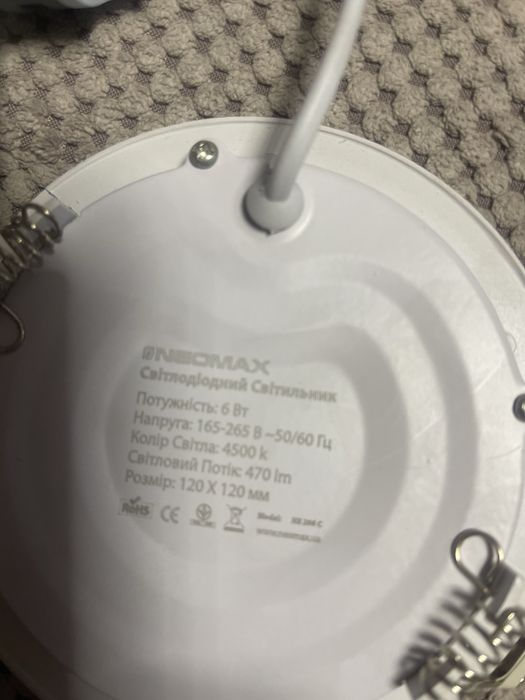 NEOMAX
Світлодіодний Світильник
Потужність: 6 Вт
Напруга: 165-265 В ~50/60 Гц
Колір Світла: 4500 k
Світловий Потік: 470 lm
Розмір: 120 X 120 мм
RoHS CE Model:
www.neomax.ua